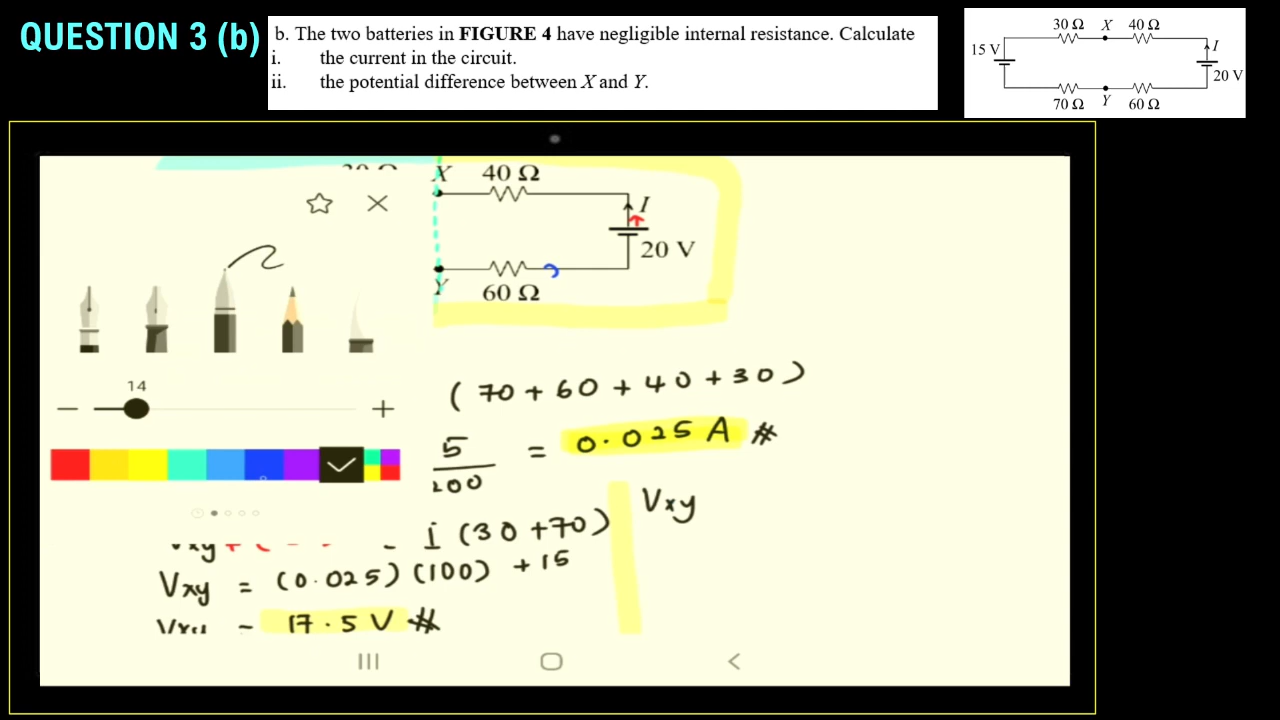 QUESTION 3 (b)
b. The two batteries in FIGURE 4 have negligible internal resistance. Calculate
i. the current in the circuit.
ii. the potential difference between X and Y.
30 Ω X 40 Ω
15 V
I
20 V
70 Ω Y 60 Ω
X 40 Ω
I
20 V
Y 60 Ω
14
(70 + 60 + 40 + 30)
5/200 = 0.025 A #
I (30 + 70)
Vxy = (0.025)(100) + 15
17.5 V #
Vxy